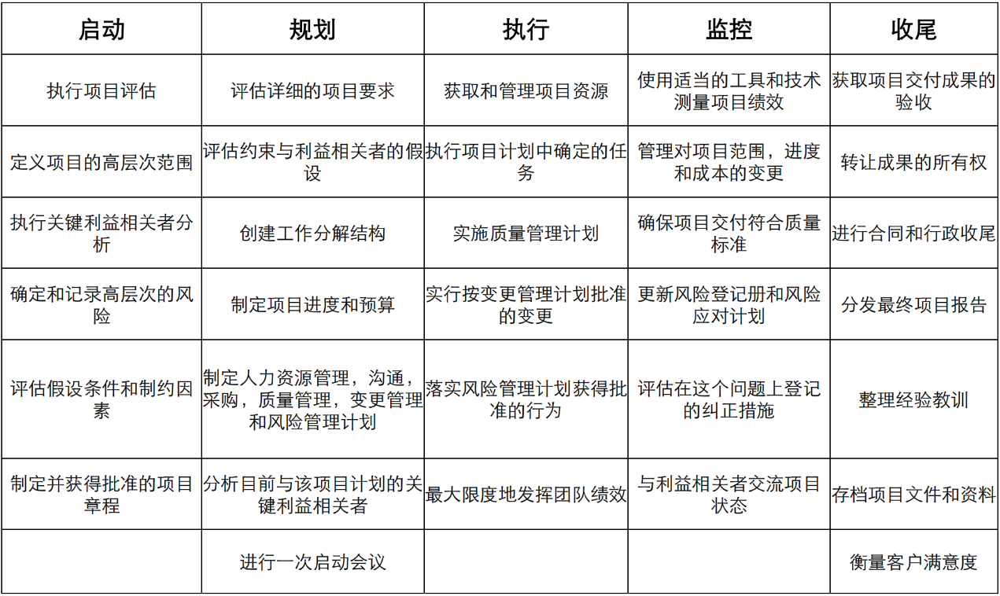 启动
规划
执行
监控
收尾
执行项目评估
评估详细的项目要求
获取和管理项目资源
使用适当的工具和技术
测量项目绩效
获取项目交付成果的
验收
定义项目的高层次范围
评估约束与利益相关者的假
设
执行项目计划中确定的任
务
管理对项目范围，进度
和成本的变更
转让成果的所有权
执行关键利益相关者分
析
创建工作分解结构
实施质量管理计划
确保项目交付符合质量
标准
进行合同和行政收尾
确定和记录高层次的风
险
制定项目进度和预算
实行按变更管理计划批准
的变更
更新风险登记册和风险
应对计划
分发最终项目报告
评估假设条件和制约因
素
制定人力资源管理，沟通，
采购，质量管理，变更管理
和风险管理计划
落实风险管理计划获得批
准的行为
评估在这个问题上登记
的纠正措施
整理经验教训
制定并获得批准的项目
章程
分析目前与该项目计划的关
键利益相关者
最大限度地发挥团队绩效
与利益相关者交流项目
状态
存档项目文件和资料
进行一次启动会议
衡量客户满意度